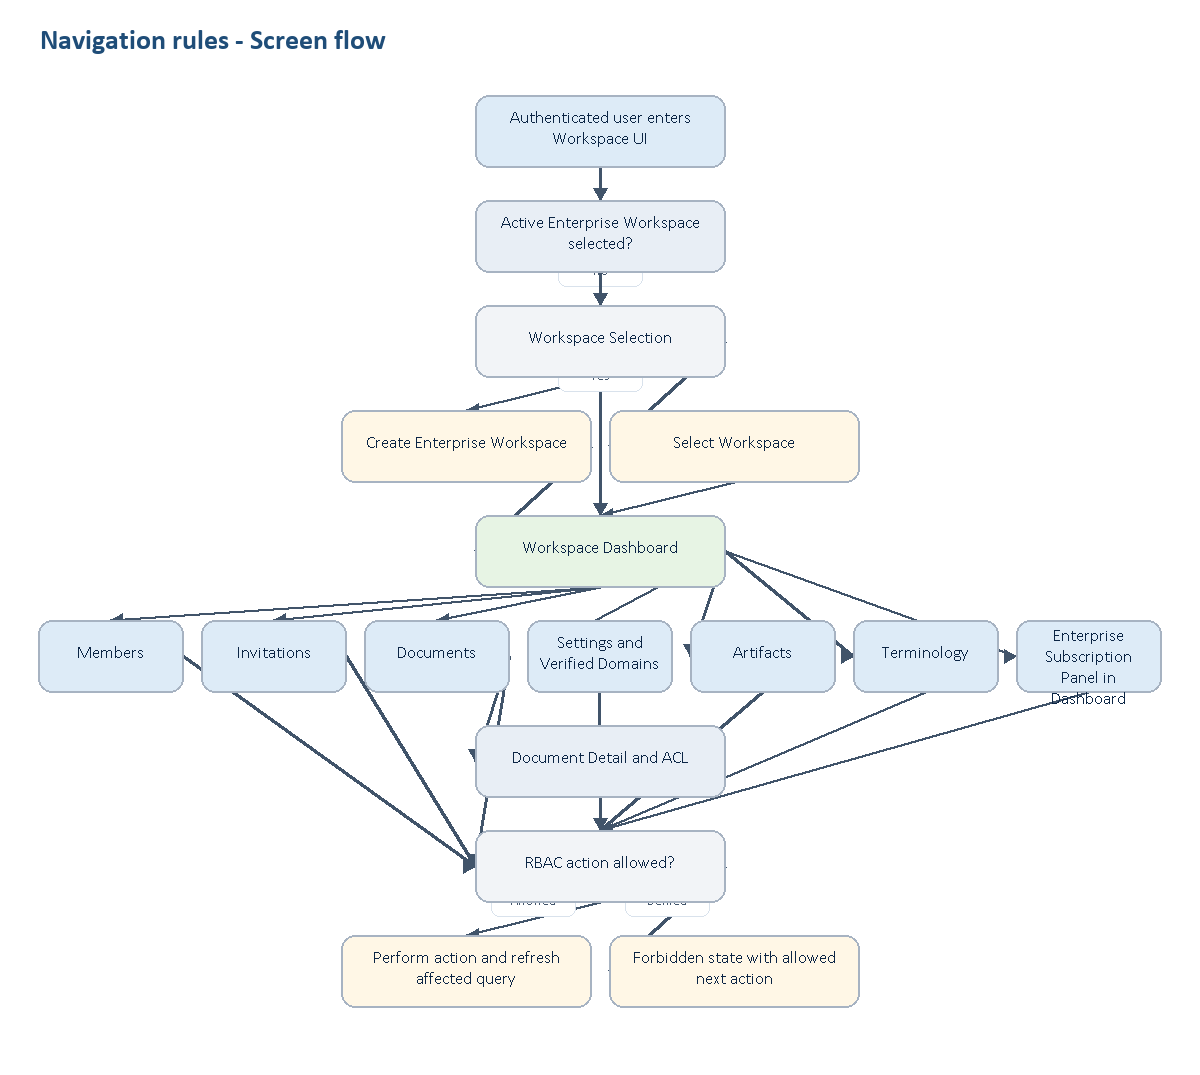 Navigation rules - Screen flow
Authenticated user enters
Workspace UI
Active Enterprise Workspace
selected?
Workspace Selection
Create Enterprise Workspace
Select Workspace
Workspace Dashboard
Members
Invitations
Documents
Settings and
Verified Domains
Artifacts
Terminology
Enterprise
Subscription
Panel in
Dashboard
Document Detail and ACL
RBAC action allowed?
Allowed
Denied
Perform action and refresh
affected query
Forbidden state with allowed
next action